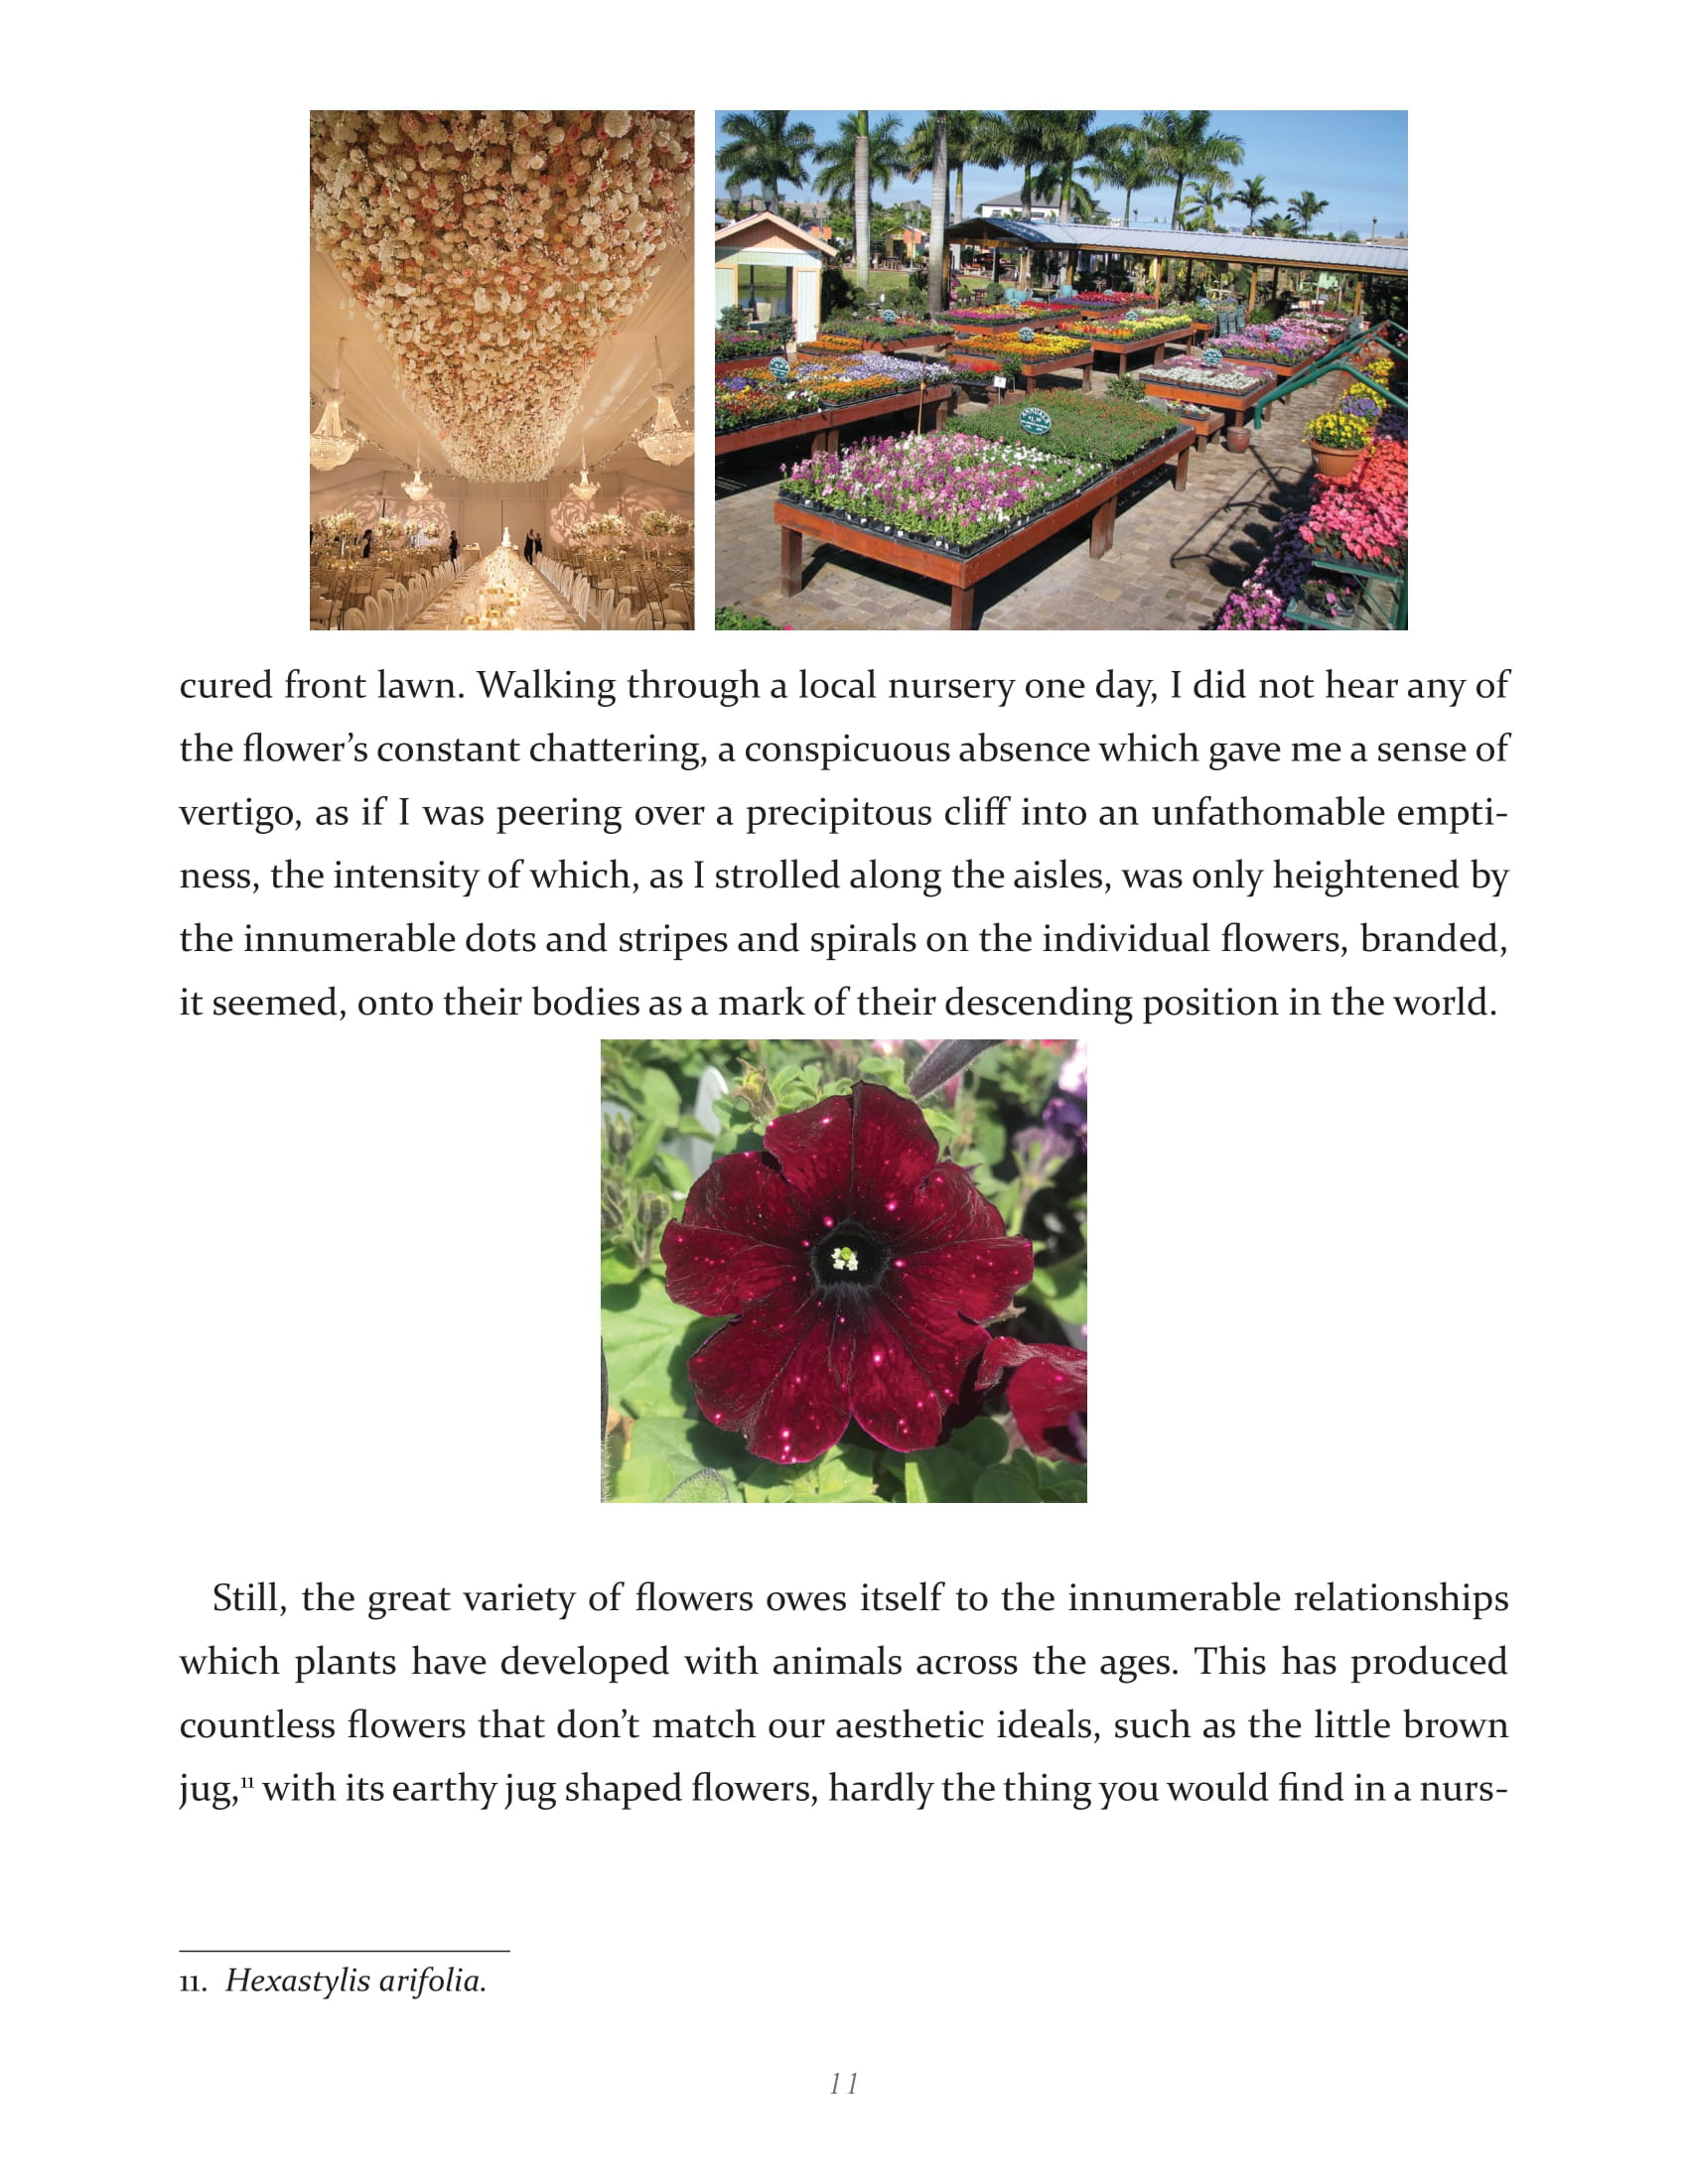 ANNUALS
cured front lawn. Walking through a local nursery one day, I did not hear any of
the flower’s constant chattering, a conspicuous absence which gave me a sense of
vertigo, as if I was peering over a precipitous cliff into an unfathomable empti-
ness, the intensity of which, as I strolled along the aisles, was only heightened by
the innumerable dots and stripes and spirals on the individual flowers, branded,
it seemed, onto their bodies as a mark of their descending position in the world.
Still, the great variety of flowers owes itself to the innumerable relationships
which plants have developed with animals across the ages. This has produced
countless flowers that don’t match our aesthetic ideals, such as the little brown
jug,11 with its earthy jug shaped flowers, hardly the thing you would find in a nurs-
11. Hexastylis arifolia.
11